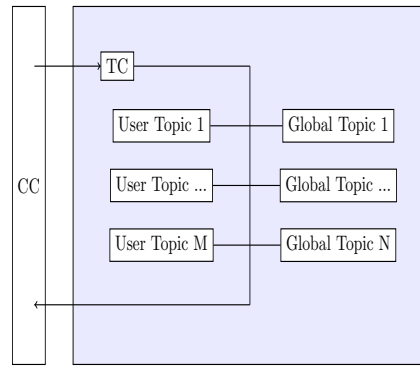 TC
User Topic 1 Global Topic 1
CC User Topic ... Global Topic ...
User Topic M Global Topic N